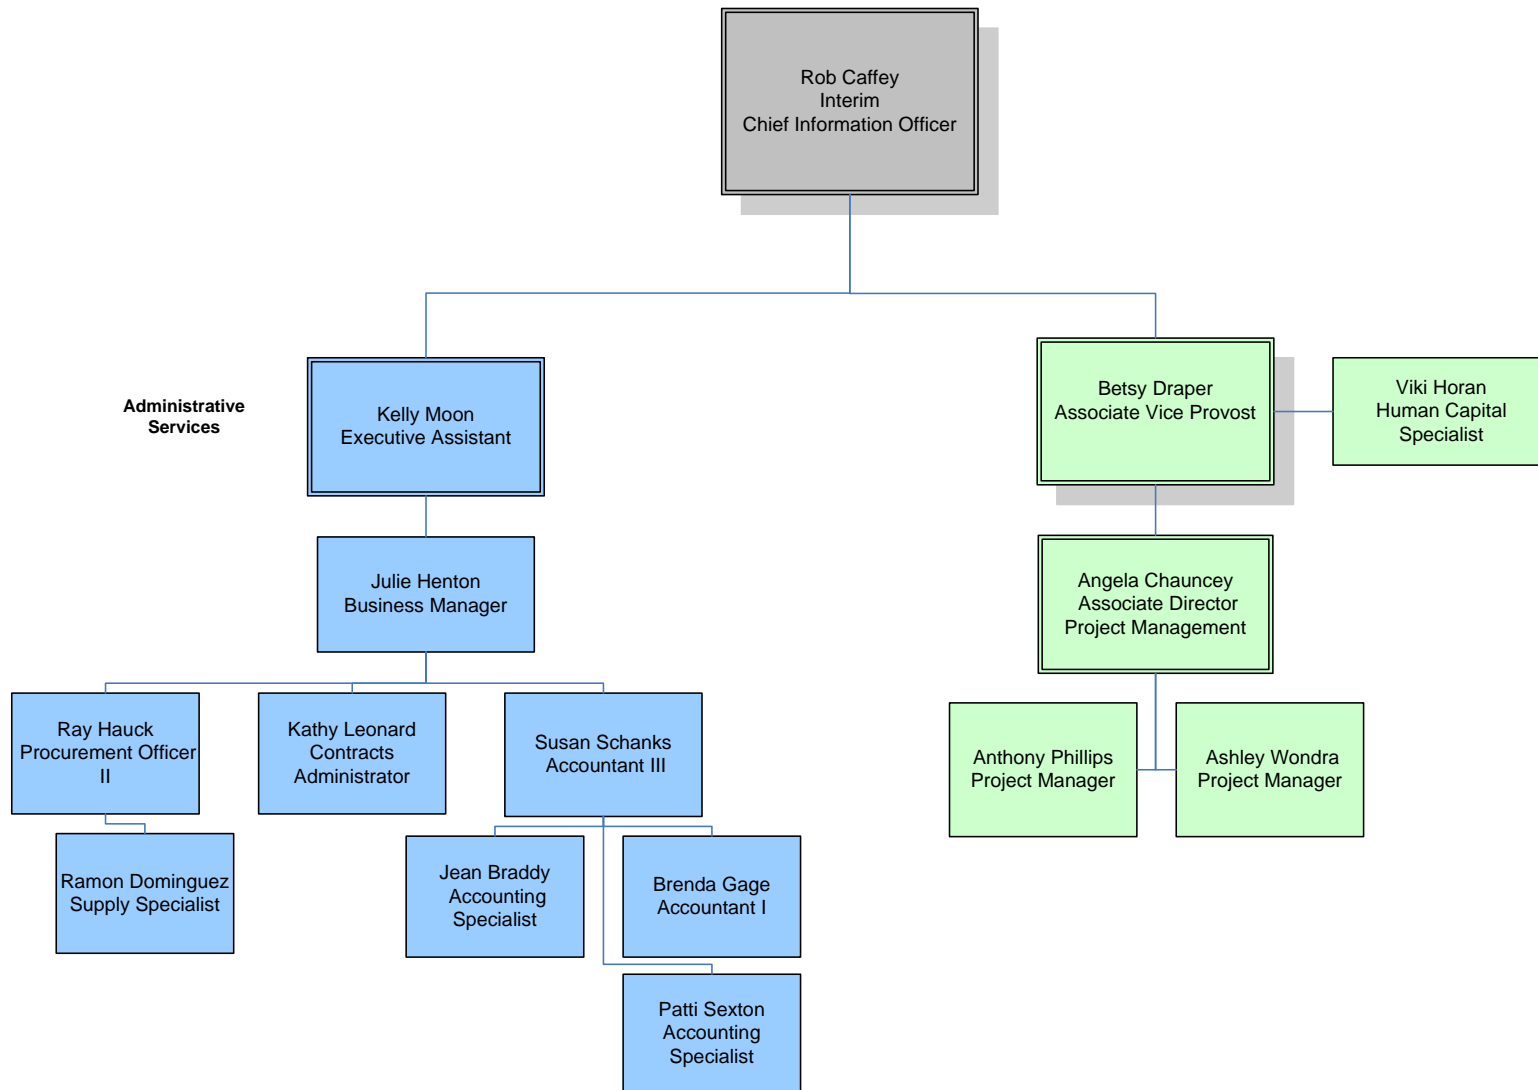 Rob Caffey
Interim
Chief Information Officer
Administrative
Services
Kelly Moon
Executive Assistant
Betsy Draper
Associate Vice Provost
Viki Horan
Human Capital
Specialist
Julie Henton
Business Manager
Angela Chauncey
Associate Director
Project Management
Ray Hauck
Procurement Officer
II
Kathy Leonard
Contracts
Administrator
Susan Schanks
Accountant III
Anthony Phillips
Project Manager
Ashley Wondra
Project Manager
Ramon Dominguez
Supply Specialist
Jean Braddy
Accounting
Specialist
Brenda Gage
Accountant I
Patti Sexton
Accounting
Specialist